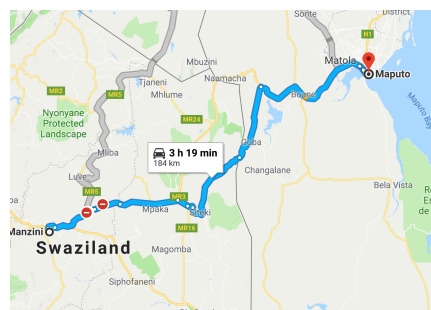 Sonte
District
N1
Mbuzini
Matola
Maputo
Naamacha
Tjaneni
MR2
MR5
Mhlume
Boane
Maputo Bay
Nyonyane
Protected
Landscape
MR24
Goba
3 h 19 min
184 km
Mliba
Changalane
Luve
Bela Vista
MR5
MR3
Mpaka
Siteki
Manzini
MR16
Swaziland
Magomba
Siphofaneni